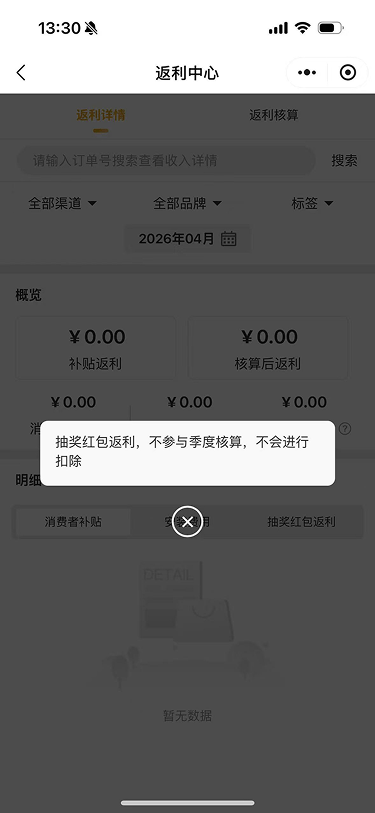 13:30
返利中心
返利详情
返利核算
请输入订单号搜索查看收入详情
搜索
全部渠道
全部品牌
标签
2026年04月
概览
¥0.00
补贴返利
¥0.00
核算后返利
¥0.00
¥0.00
¥0.00
消
?
抽奖红包返利，不参与季度核算，不会进行
扣除
明细
消费者补贴
抽奖红包返利
DETAIL
暂无数据